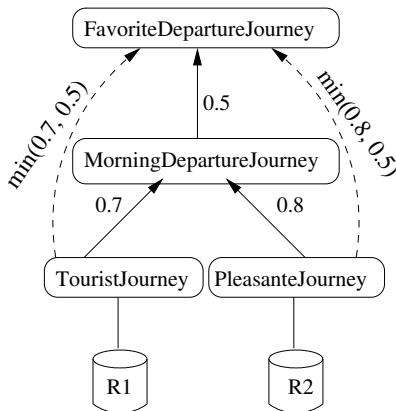 FavoriteDepartureJourney
min(0.7, 0.5)
0.5
min(0.8, 0.5)
MorningDepartureJourney
0.7
0.8
TouristJourney
PleasanteJourney
R1
R2